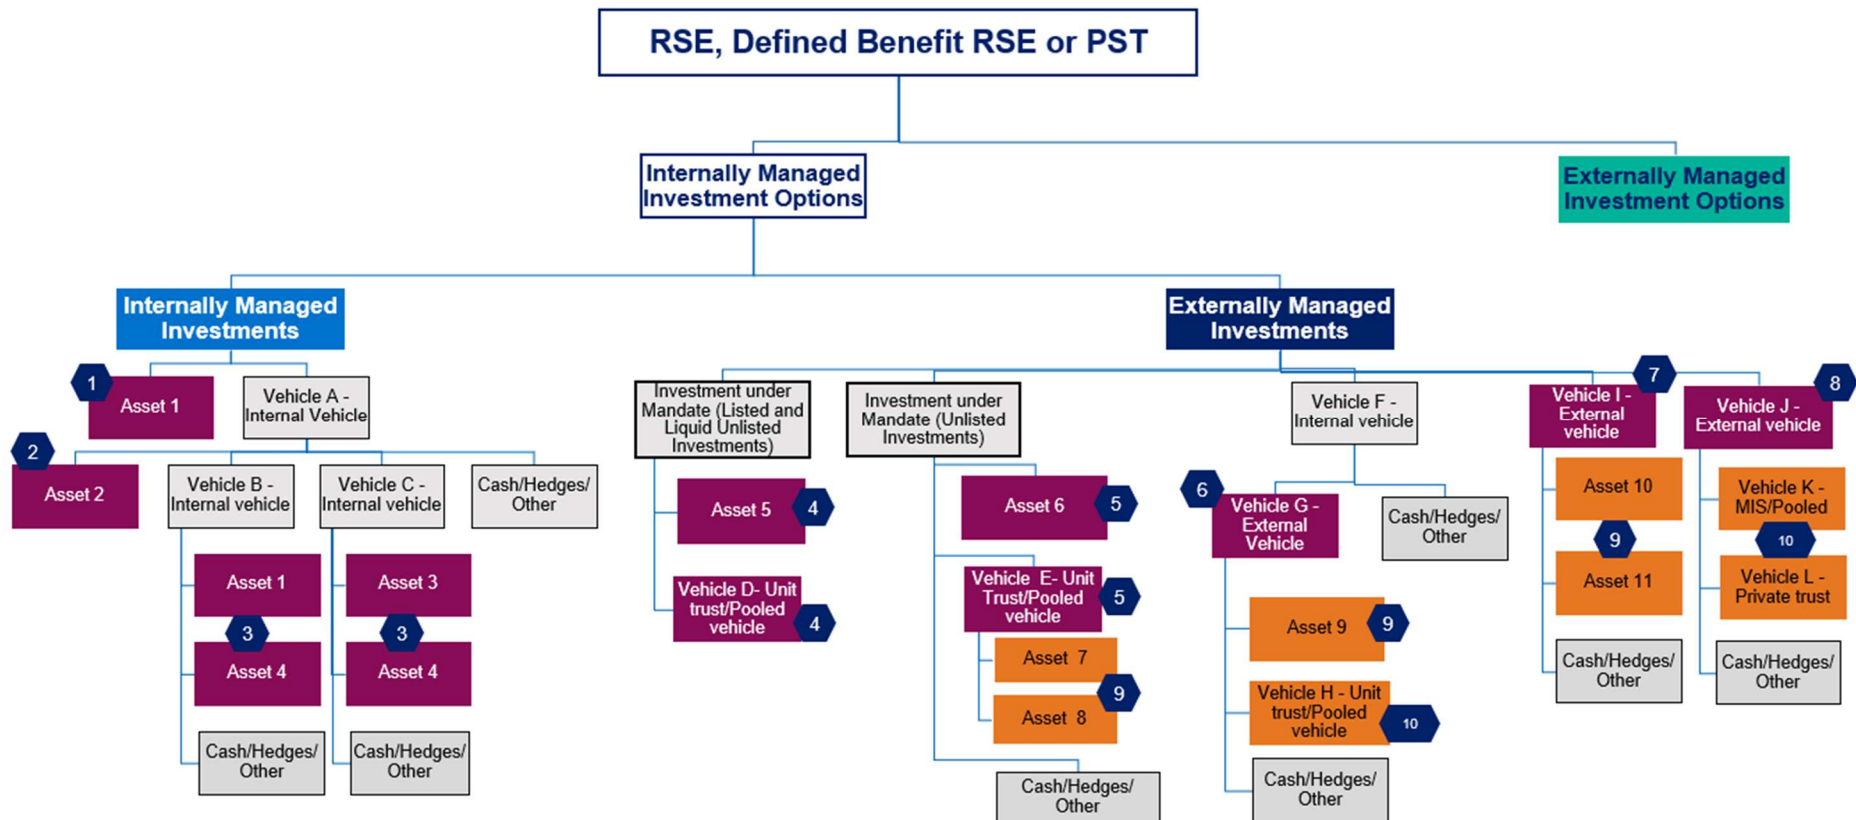 RSE, Defined Benefit RSE or PST
Internally Managed
Investment Options
Externally Managed
Investment Options
Internally Managed
Investments
Externally Managed
Investments
1
Asset 1
Vehicle A -
Internal Vehicle
2
Asset 2
Vehicle B -
Internal vehicle
Vehicle C -
Internal vehicle
Cash/Hedges/
Other
Asset 1
3
Asset 4
Cash/Hedges/
Other
Asset 3
3
Asset 4
Cash/Hedges/
Other
Investment under
Mandate (Listed and
Liquid Unlisted
Investments)
Asset 5
4
Vehicle D- Unit
trust/Pooled
vehicle
4
Investment under
Mandate (Unlisted
Investments)
Asset 6
5
Vehicle E- Unit
Trust/Pooled
vehicle
5
Asset 7
9
Asset 8
Cash/Hedges/
Other
Vehicle F -
Internal vehicle
6
Vehicle G -
External
Vehicle
Cash/Hedges/
Other
Asset 9
9
Vehicle H - Unit
trust/Pooled
vehicle
10
Cash/Hedges/
Other
7
Vehicle I -
External
vehicle
Asset 10
9
Asset 11
Cash/Hedges/
Other
8
Vehicle J -
External vehicle
Vehicle K -
MIS/Pooled
10
Vehicle L -
Private trust
Cash/Hedges/
Other